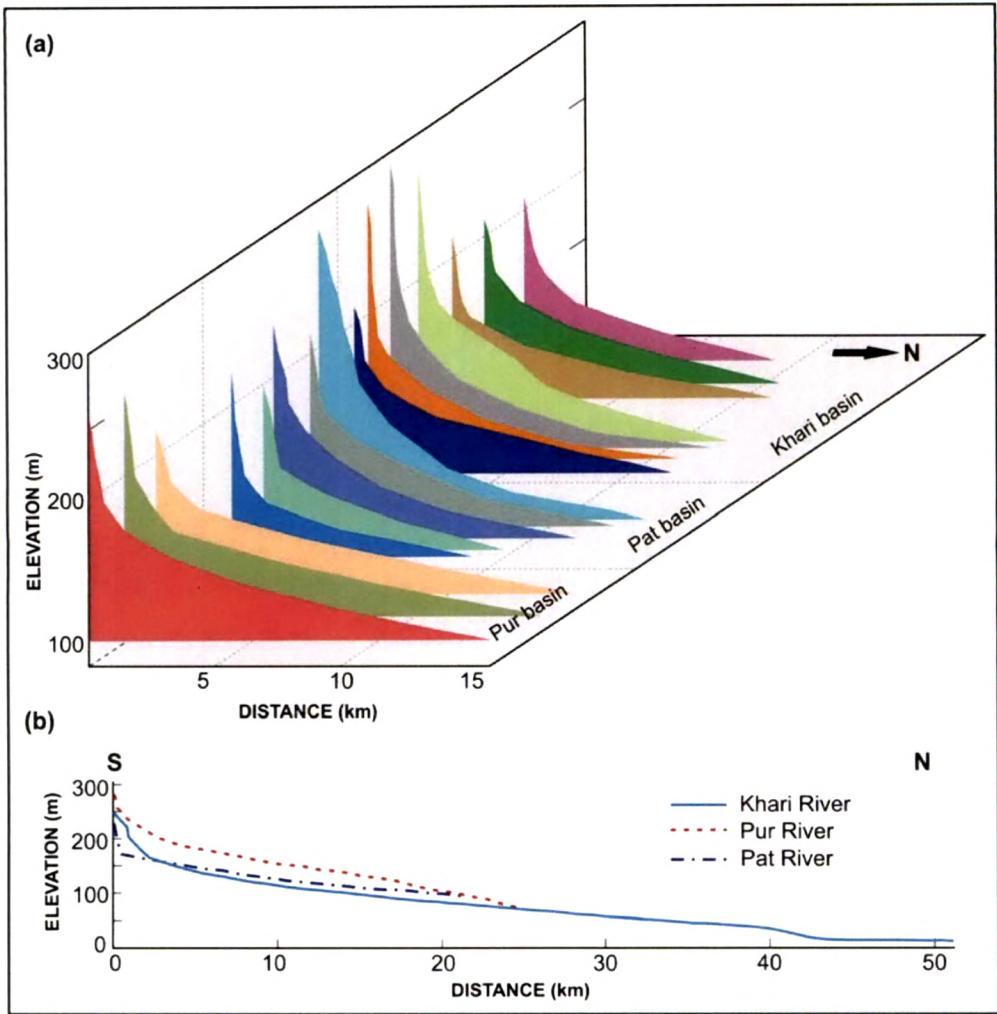 (a)
300
200
100
ELEVATION (m)
5
10
15
DISTANCE (km)
N
Khari basin
Pat basin
Pur basin
(b)
S
N
300
200
100
0
ELEVATION (m)
Khari River
Pur River
Pat River
0
10
20
30
40
50
DISTANCE (km)